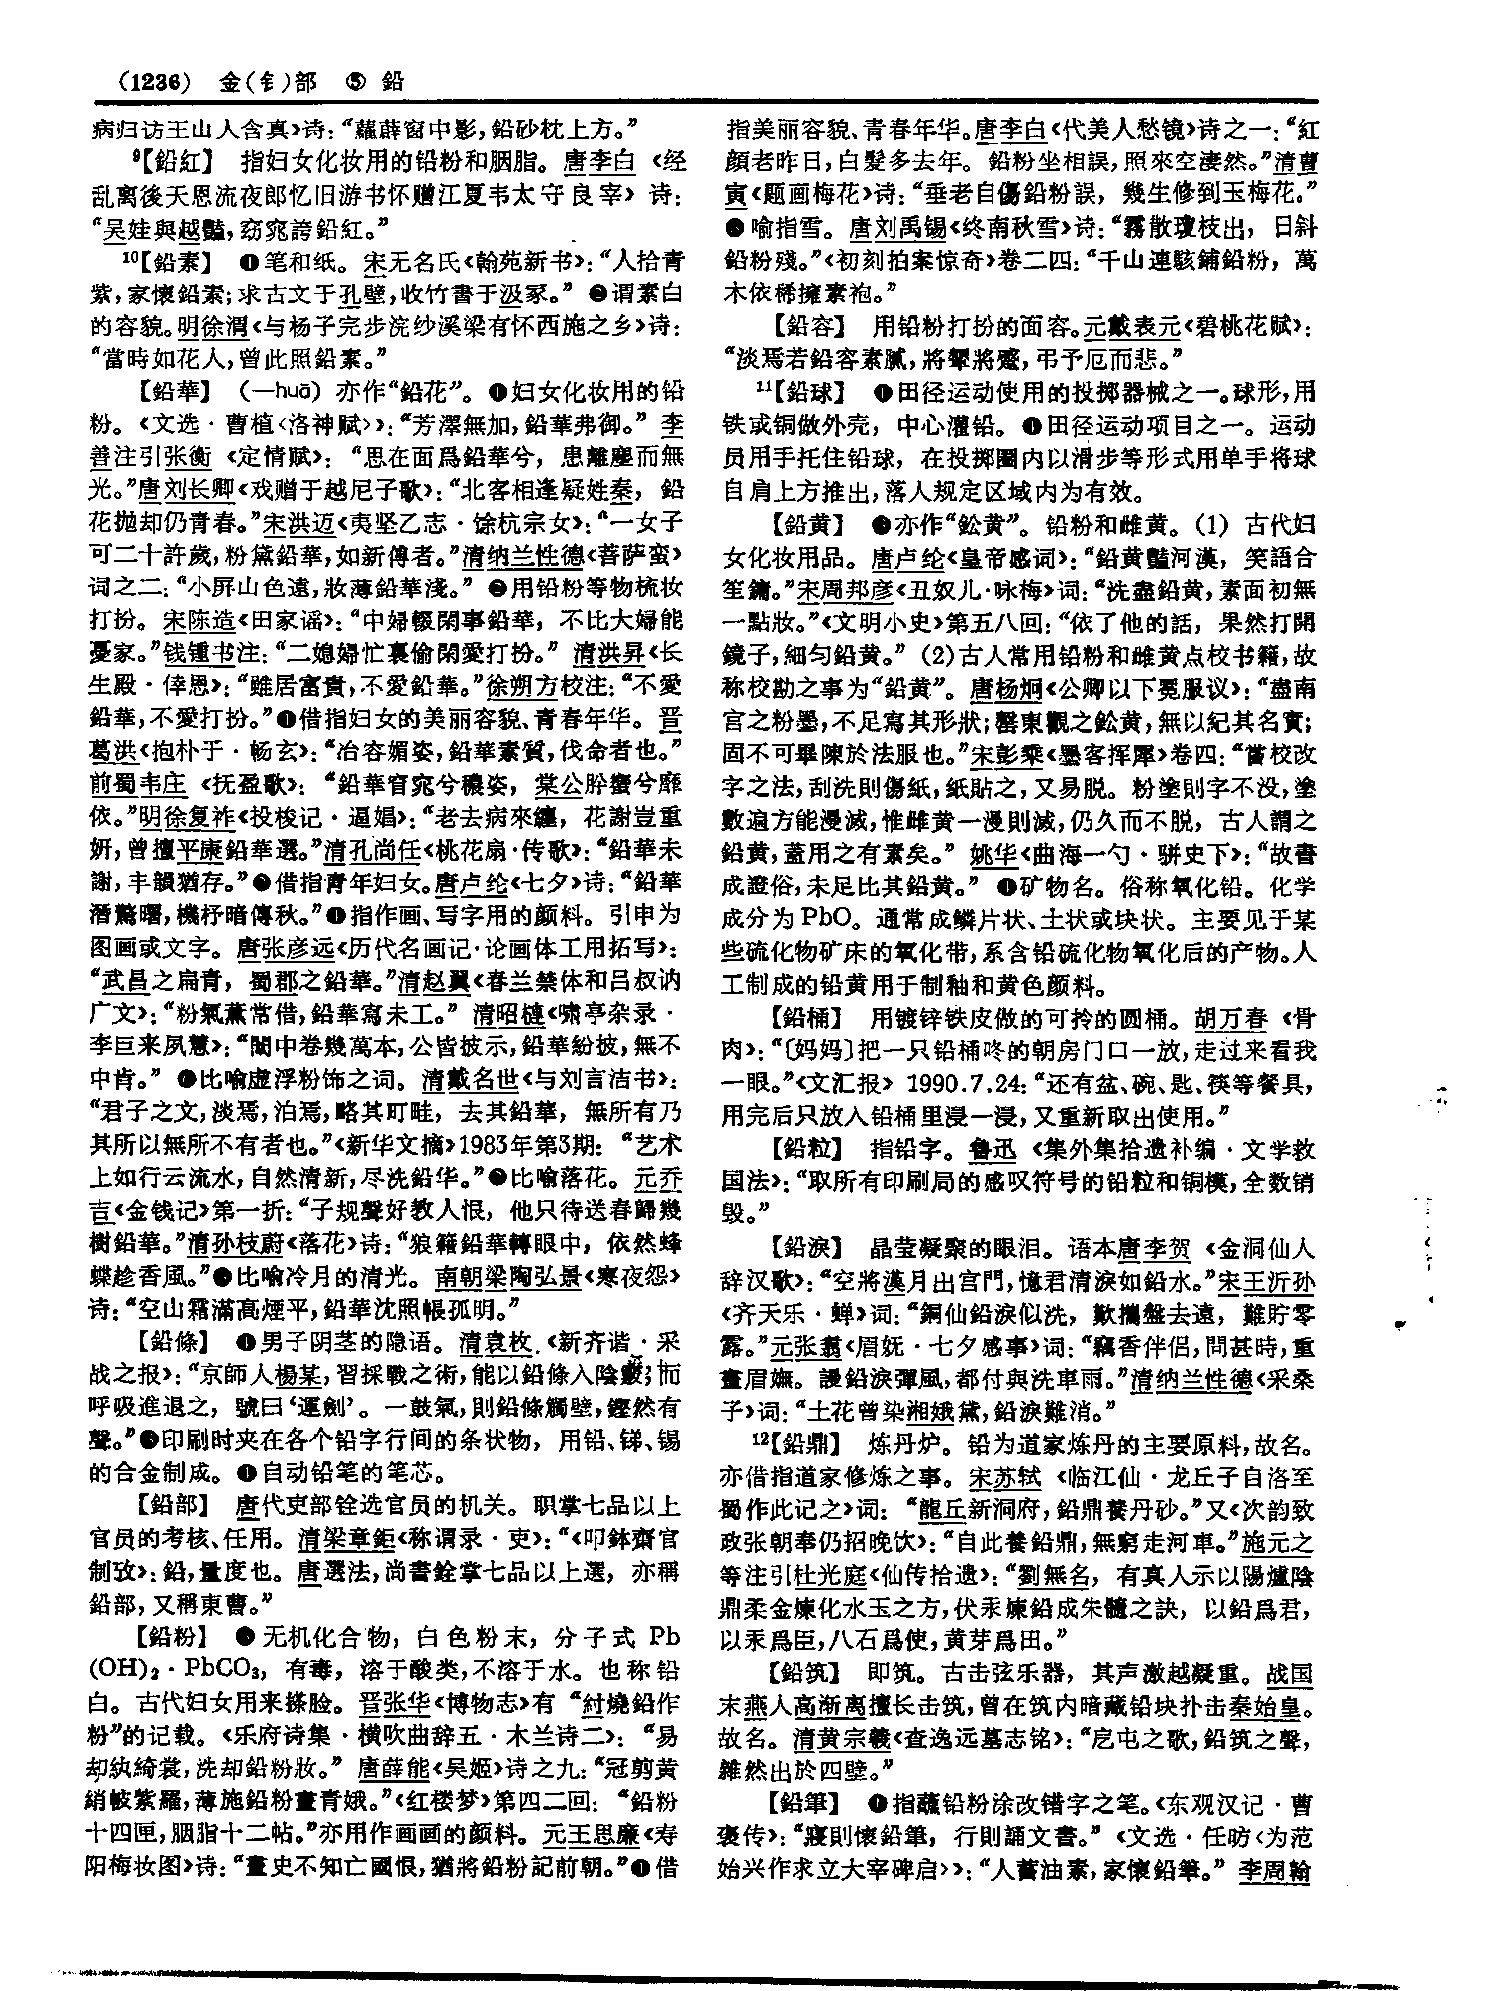 （1236） 金(钅)部 ⑤ 鉛
病归访王山人含真》诗：“蘿薜窗中影，鉛砂枕上方。”
⁹【鉛紅】 指妇女化妆用的铅粉和胭脂。唐李白《经
乱离後天恩流夜郎忆旧游书怀赠江夏韦太守良宰》诗：
“吴娃與越豔，窈窕誇鉛紅。”
¹⁰【鉛素】 ❶笔和纸。宋无名氏《翰苑新书》：“人拾青
紫，家懷鉛素；求古文于孔壁，收竹書于汲冢。” ❷谓素白
的容貌。明徐渭《与杨子完步浣纱溪梁有怀西施之乡》诗：
“當時如花人，曾此照鉛素。”
【鉛華】 （—huā）亦作“鉛花”。❶妇女化妆用的铅
粉。《文选·曹植〈洛神赋〉》：“芳澤無加，鉛華弗御。” 李
善注引张衡《定情赋》：“思在面爲鉛華兮，患離塵而無
光。”唐刘长卿《戏赠于越尼子歌》：“北客相逢疑姓秦，鉛
花抛却仍青春。”宋洪迈《夷坚乙志·馀杭宗女》：“一女子
可二十許歲，粉黛鉛華，如新傅者。”清纳兰性德《菩萨蛮》
词之二：“小屏山色遠，妝薄鉛華淺。” ❷用铅粉等物梳妆
打扮。宋陈造《田家谣》：“中婦輟閑事鉛華，不比大婦能
憂家。”钱锺书注：“二媳婦忙裏偷閑愛打扮。” 清洪昇《长
生殿·倖恩》：“雖居富貴，不愛鉛華。”徐朔方校注：“不愛
鉛華，不愛打扮。”❸借指妇女的美丽容貌、青春年华。晋
葛洪《抱朴子·畅玄》：“冶容媚姿，鉛華素質，伐命者也。”
前蜀韦庄《抚盈歌》：“鉛華窅窕兮穠姿，棠公肸蠁兮靡
依。”明徐复祚《投梭记·逼娼》：“老去病來纏，花謝豈重
妍，曾擅平康鉛華選。”清孔尚任《桃花扇·传歌》：“鉛華未
謝，丰韻猶存。”❹借指青年妇女。唐卢纶《七夕》诗：“鉛華
潛驚曙，機杼暗傳秋。”❺指作画、写字用的颜料。引申为
图画或文字。唐张彦远《历代名画记·论画体工用拓写》：
“武昌之扁青，蜀郡之鉛華。”清赵翼《春兰禁体和吕叔讷
广文》：“粉氣薰常借，鉛華寫未工。” 清昭槤《啸亭杂录·
李巨来夙慧》：“闈中卷幾萬本，公皆披示，鉛華紛披，無不
中肯。” ❻比喻虚浮粉饰之词。清戴名世《与刘言洁书》：
“君子之文，淡焉，泊焉，略其町畦，去其鉛華，無所有乃
其所以無所不有者也。”《新华文摘》1983年第3期：“艺术
上如行云流水，自然清新，尽洗鉛华。”❼比喻落花。元乔
吉《金钱记》第一折：“子规聲好教人恨，他只待送春歸幾
樹鉛華。”清孙枝蔚《落花》诗：“狼籍鉛華轉眼中，依然蜂
蝶趁香風。”❽比喻冷月的清光。南朝梁陶弘景《寒夜怨》
诗：“空山霜滿高煙平，鉛華沈照帳孤明。”
【鉛條】 ❶男子阴茎的隐语。清袁枚《新齐谐·采
战之报》：“京師人楊某，習採戰之術，能以鉛條入陰竅，而
呼吸進退之，號曰‘運劍’。一鼓氣，則鉛條觸壁，鏗然有
聲。”❷印刷时夹在各个铅字行间的条状物，用铅、锑、锡
的合金制成。❸自动铅笔的笔芯。
【鉛部】 唐代吏部铨选官员的机关。职掌七品以上
官员的考核、任用。清梁章鉅《称谓录·吏》：“《叩鉢齋官
制攷》：鉛，量度也。唐選法，尚書銓掌七品以上選，亦稱
鉛部，又稱東曹。”
【鉛粉】 ❶无机化合物，白色粉末，分子式 Pb
(OH)₂·PbCO₃，有毒，溶于酸类，不溶于水。也称铅
白。古代妇女用来搽脸。晋张华《博物志》有“紂燒鉛作
粉”的记载。《乐府诗集·横吹曲辞五·木兰诗二》：“易
却紈綺裳，洗却鉛粉妝。” 唐薛能《吴姬》诗之九：“冠剪黄
綃帔紫羅，薄施鉛粉畫青娥。”《红楼梦》第四二回：“鉛粉
十四匣，胭脂十二帖。”亦用作画画的颜料。元王思廉《寿
阳梅妆图》诗：“畫史不知亡國恨，猶將鉛粉記前朝。”❷借
指美丽容貌、青春年华。唐李白《代美人愁镜》诗之一：“紅
顔老昨日，白髮多去年。鉛粉坐相誤，照來空淒然。”清曹
寅《题画梅花》诗：“垂老自傷鉛粉誤，幾生修到玉梅花。”
❸喻指雪。唐刘禹锡《终南秋雪》诗：“霧散瓊枝出，日斜
鉛粉殘。”《初刻拍案惊奇》卷二四：“千山連駭鋪鉛粉，萬
木依稀擁素袍。”
【鉛容】 用铅粉打扮的面容。元戴表元《碧桃花赋》：
“淡焉若鉛容素膩，將顰將蹙，弔予厄而悲。”
¹¹【鉛球】 ❶田径运动使用的投掷器械之一。球形，用
铁或铜做外壳，中心灌铅。❷田径运动项目之一。运动
员用手托住铅球，在投掷圈内以滑步等形式用单手将球
自肩上方推出，落入规定区域内为有效。
【鉛黄】 ❶亦作“鈆黄”。铅粉和雌黄。(1) 古代妇
女化妆用品。唐卢纶《皇帝感词》：“鉛黄豔河漢，笑語合
笙鏞。”宋周邦彦《丑奴儿·咏梅》词：“洗盡鉛黄，素面初無
一點妝。”《文明小史》第五八回：“依了他的話，果然打開
鏡子，細匀鉛黄。” (2)古人常用铅粉和雌黄点校书籍，故
称校勘之事为“鉛黄”。唐杨炯《公卿以下冕服议》：“盡南
宫之粉墨，不足寫其形狀；罄東觀之鈆黄，無以紀其名實；
固不可畢陳於法服也。”宋彭乘《墨客挥犀》卷四：“嘗校改
字之法，刮洗則傷紙，紙貼之，又易脱。粉塗則字不没，塗
數遍方能漫滅，惟雌黄一漫則滅，仍久而不脱，古人謂之
鉛黄，蓋用之有素矣。” 姚华《曲海一勺·骈史下》：“故書
成證俗，未足比其鉛黄。” ❷矿物名。俗称氧化铅。化学
成分为 PbO。通常成鳞片状、土状或块状。主要见于某
些硫化物矿床的氧化带，系含铅硫化物氧化后的产物。人
工制成的铅黄用于制釉和黄色颜料。
【鉛桶】 用镀锌铁皮做的可拎的圆桶。胡万春《骨
肉》：“〔妈妈〕把一只铅桶咚的朝房门口一放，走过来看我
一眼。”《文汇报》1990.7.24：“还有盆、碗、匙、筷等餐具，
用完后只放入铅桶里浸一浸，又重新取出使用。”
【鉛粒】 指铅字。鲁迅《集外集拾遗补编·文学救
国法》：“取所有印刷局的感叹符号的铅粒和铜模，全数销
毁。”
【鉛淚】 晶莹凝聚的眼泪。语本唐李贺《金洞仙人
辞汉歌》：“空將漢月出宫門，憶君清淚如鉛水。”宋王沂孙
《齐天乐·蝉》词：“銅仙鉛淚似洗，歎攜盤去遠，難貯零
露。”元张翥《眉妩·七夕感事》词：“竊香伴侣，問甚時，重
畫眉嫵。謾鉛淚彈風，都付與洗車雨。”清纳兰性德《采桑
子》词：“土花曾染湘娥黛，鉛淚難消。”
¹²【鉛鼎】 炼丹炉。铅为道家炼丹的主要原料，故名。
亦借指道家修炼之事。宋苏轼《临江仙·龙丘子自洛至
蜀作此记之》词：“龍丘新洞府，鉛鼎養丹砂。”又《次韵致
政张朝奉仍招晚饮》：“自此養鉛鼎，無窮走河車。”施元之
等注引杜光庭《仙传拾遗》：“劉無名，有真人示以陽爐陰
鼎柔金煉化水玉之方，伏汞煉鉛成朱髓之訣，以鉛爲君，
以汞爲臣，八石爲使，黄芽爲田。”
【鉛筑】 即筑。古击弦乐器，其声激越凝重。战国
末燕人高渐离擅长击筑，曾在筑内暗藏铅块扑击秦始皇。
故名。清黄宗羲《查逸远墓志铭》：“戹屯之歌，鉛筑之聲，
雜然出於四壁。”
【鉛筆】 ❶指蘸铅粉涂改错字之笔。《东观汉记·曹
褒传》：“寢則懷鉛筆，行則誦文書。” 《文选·任昉〈为范
始兴作求立大宰碑启〉》：“人蓄油素，家懷鉛筆。” 李周翰